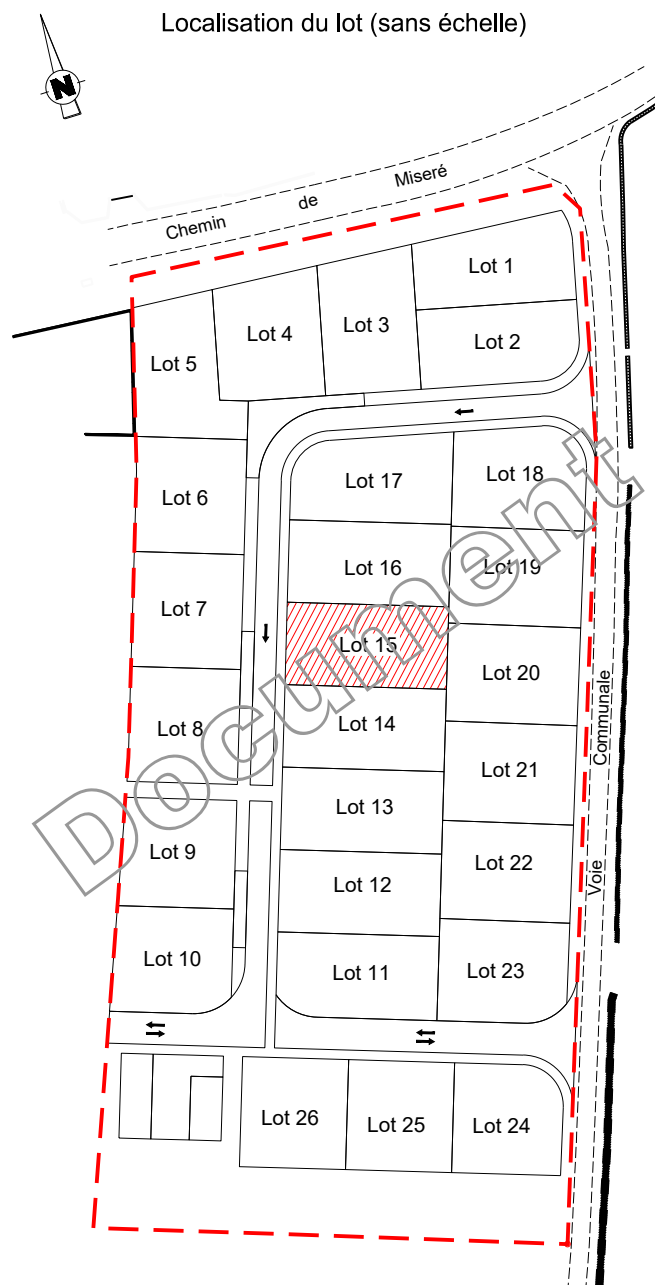 Localisation du lot (sans échelle)
N
Chemin de Miseré
Lot 1
Lot 2
Lot 3
Lot 4
Lot 5
Lot 6
Lot 7
Lot 8
Lot 9
Lot 10
Lot 17
Lot 18
Lot 16
Lot 19
Lot 15
Lot 20
Lot 14
Lot 21
Lot 13
Lot 22
Lot 12
Lot 23
Lot 11
Lot 26
Lot 25
Lot 24
Voie Communale
Document